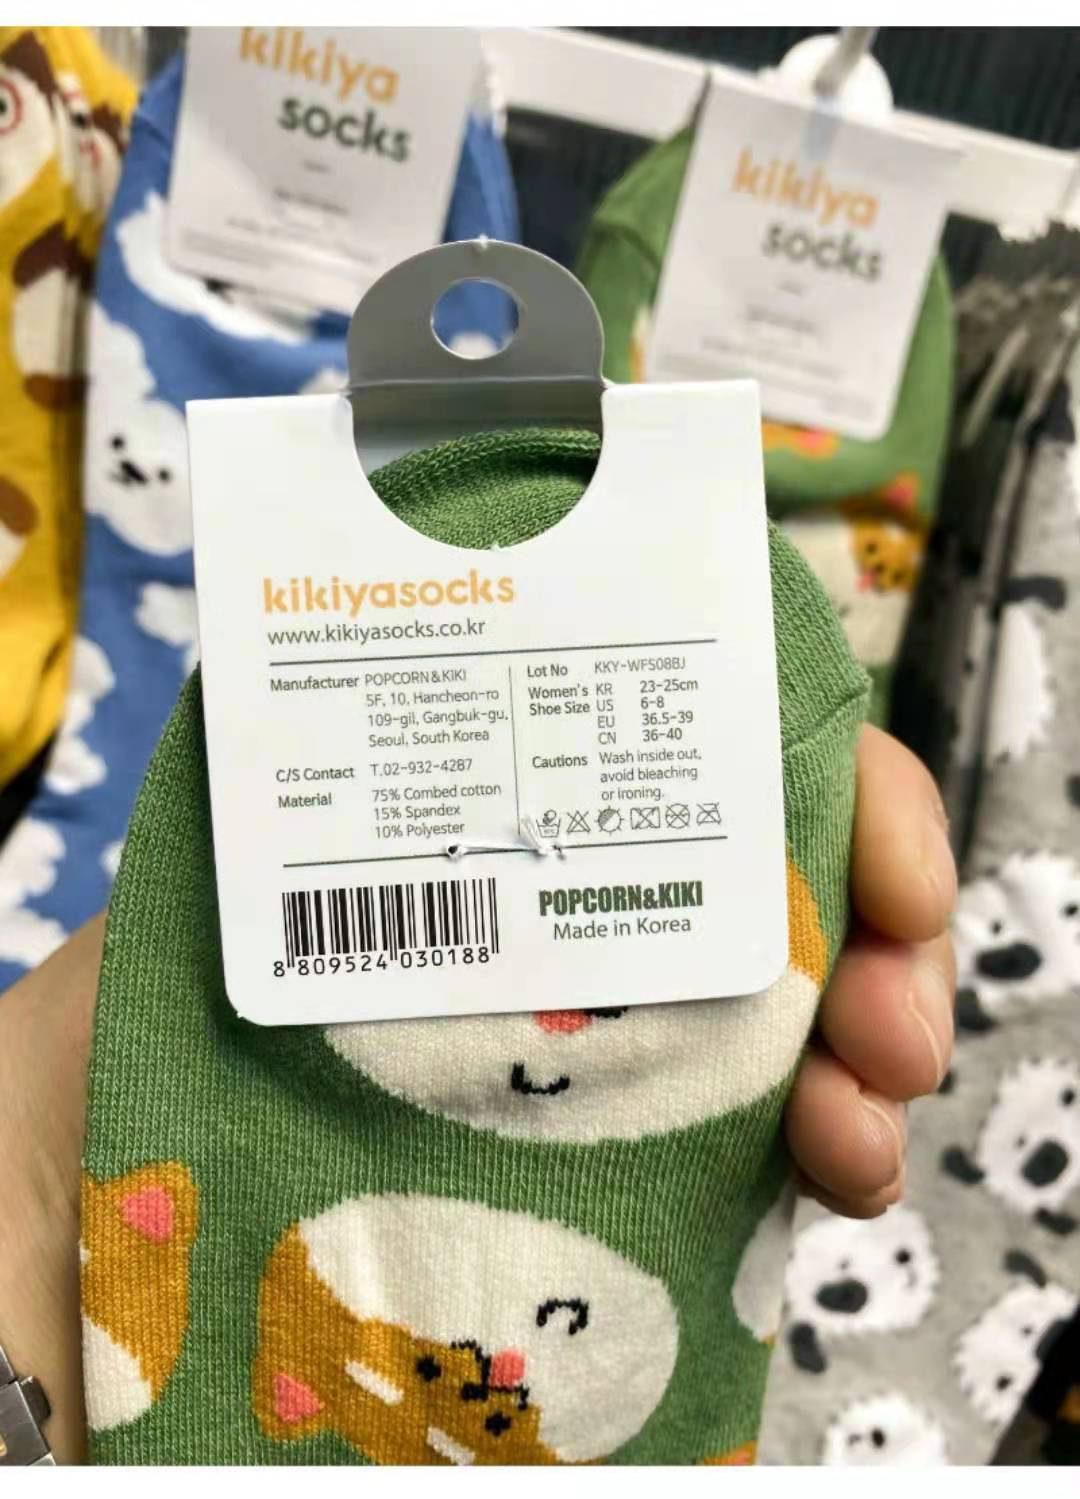 kikiya
socks
kikiya
socks
kikiyasocks
www.kikiyasocks.co.kr
Manufacturer POPCORN&KIKI
5F, 10, Hancheon-ro
109-gil, Gangbuk-gu,
Seoul, South Korea
C/S Contact T.02-932-4287
Material 75% Combed cotton
15% Spandex
10% Polyester
Lot No KKY-WFS08BJ
Women's Shoe Size KR 23-25cm
US 6-8
EU 36.5-39
CN 36-40
Cautions Wash inside out,
avoid bleaching
or ironing.
8 809524 030188
POPCORN&KIKI
Made in Korea